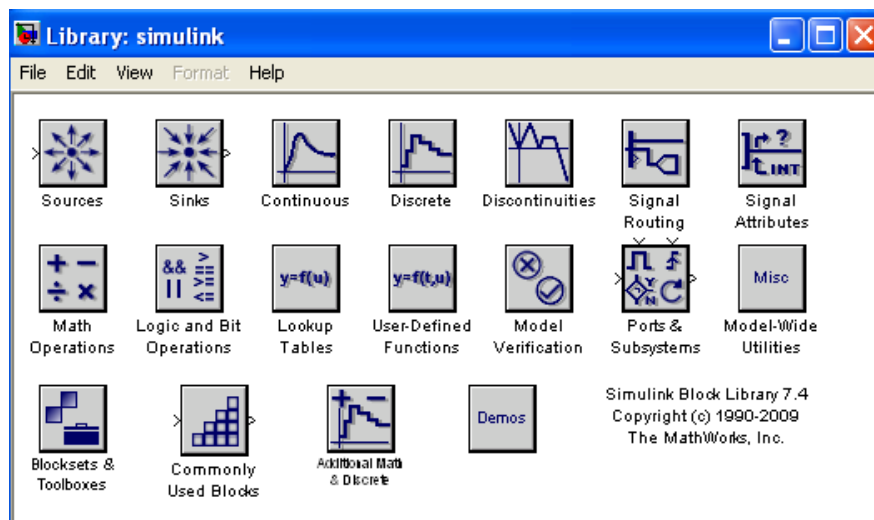 Library: simulink
File Edit View Format Help
Sources Sinks Continuous Discrete Discontinuities Signal Signal
Routing Attributes
+ − && > y=f(u) y=f(t,u) Misc
÷ × || == >= <=
? INT
Y N
Math Logic and Bit Lookup User-Defined Model Ports & Model-Wide
Operations Operations Tables Functions Verification Subsystems Utilities
Demos
Simulink Block Library 7.4
Copyright (c) 1990-2009
The MathWorks, Inc.
Blocksets & Commonly Additional Math
Toolboxes Used Blocks & Discrete